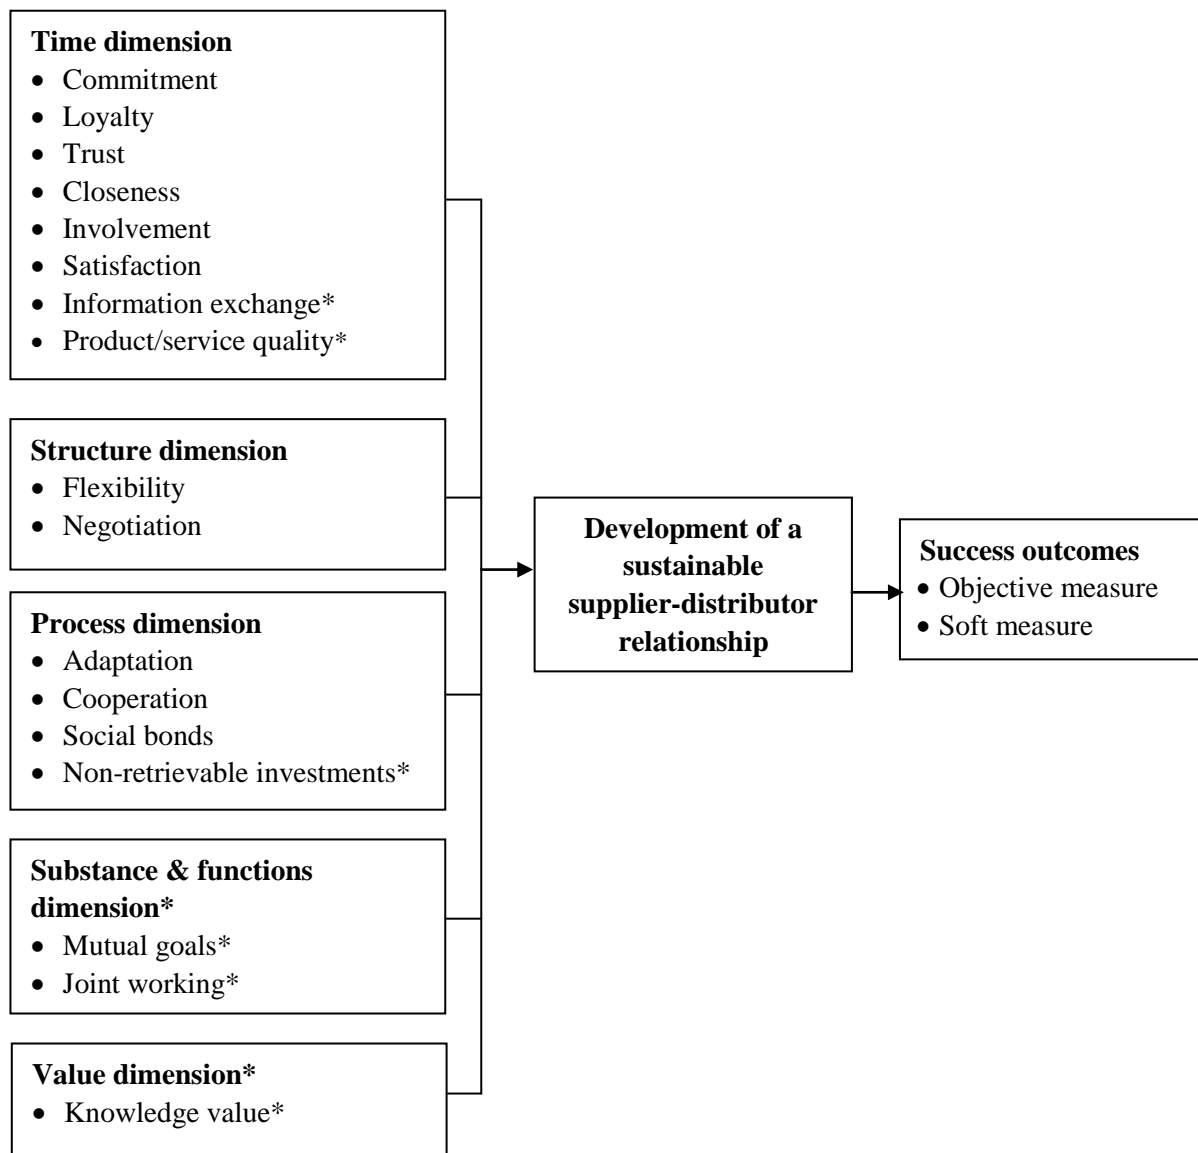 Time dimension
• Commitment
• Loyalty
• Trust
• Closeness
• Involvement
• Satisfaction
• Information exchange*
• Product/service quality*
Structure dimension
• Flexibility
• Negotiation
Process dimension
• Adaptation
• Cooperation
• Social bonds
• Non-retrievable investments*
Substance & functions
dimension*
• Mutual goals*
• Joint working*
Value dimension*
• Knowledge value*
Development of a
sustainable
supplier-distributor
relationship
Success outcomes
• Objective measure
• Soft measure